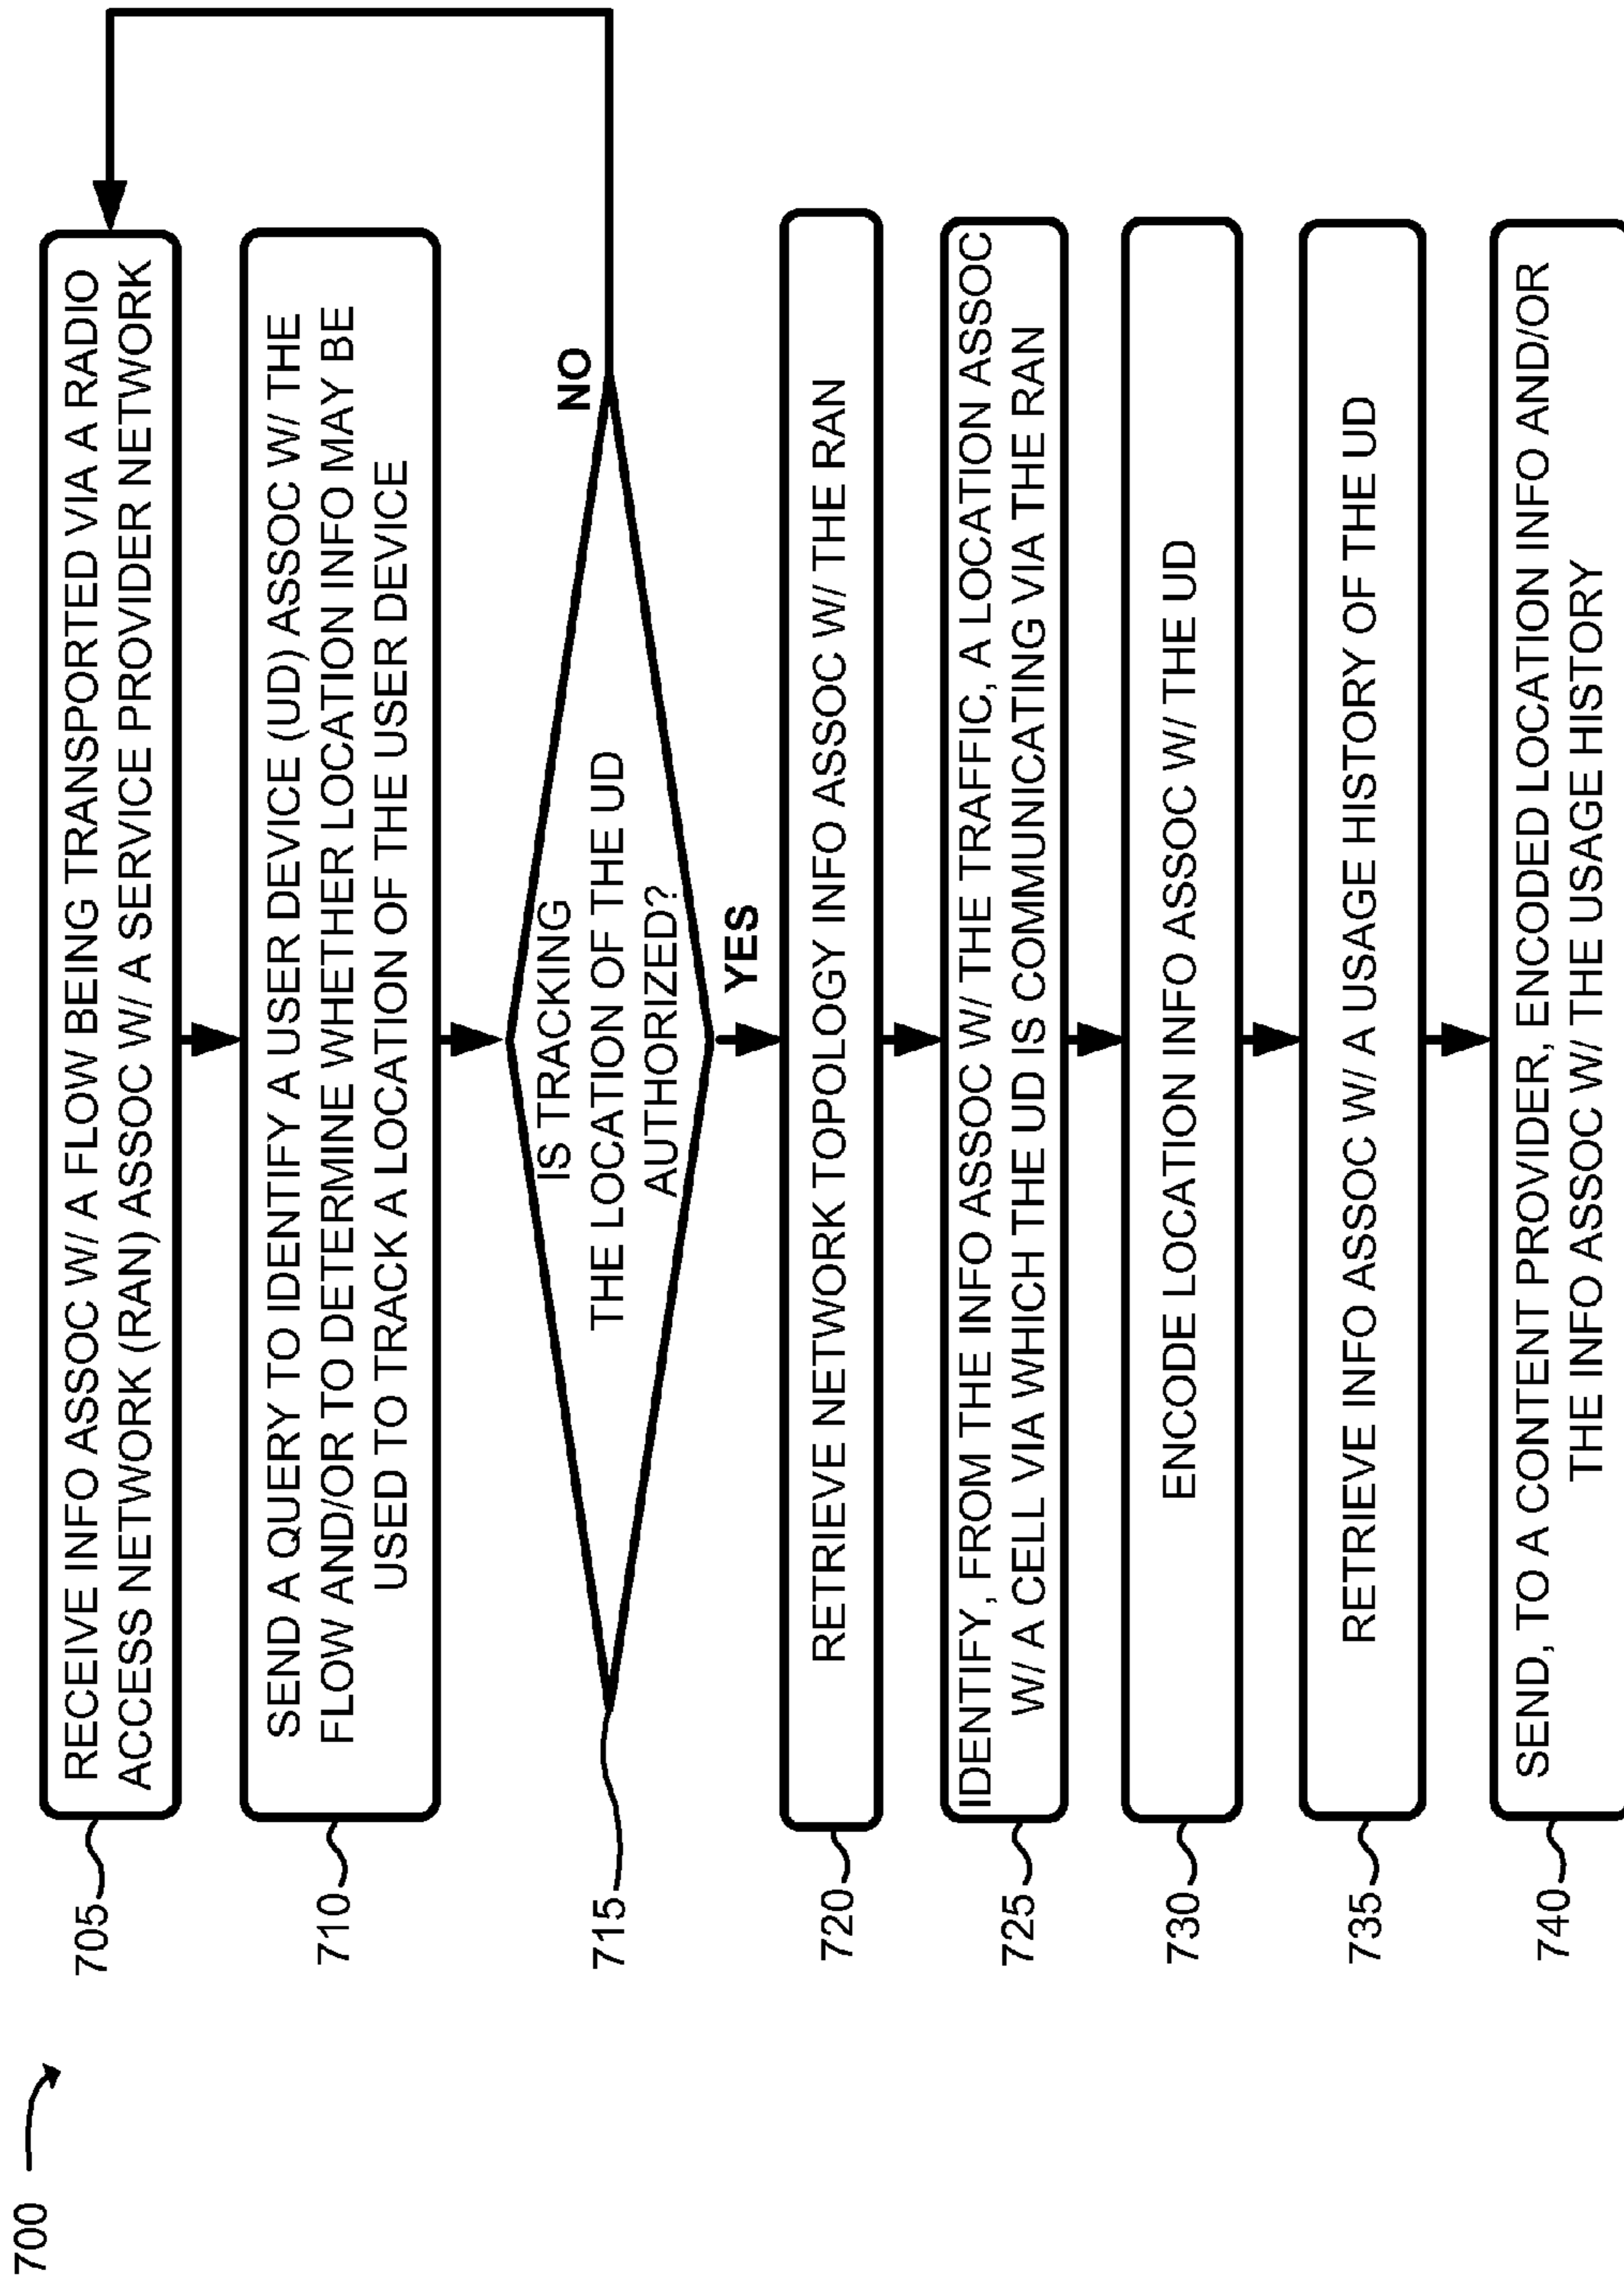 700
705
RECEIVE INFO ASSOC W/ A FLOW BEING TRANSPORTED VIA A RADIO
ACCESS NETWORK (RAN) ASSOC W/ A SERVICE PROVIDER NETWORK
710
SEND A QUERY TO IDENTIFY A USER DEVICE (UD) ASSOC W/ THE
FLOW AND/OR TO DETERMINE WHETHER LOCATION INFO MAY BE
USED TO TRACK A LOCATION OF THE USER DEVICE
715
IS TRACKING
THE LOCATION OF THE UD
AUTHORIZED?
NO
YES
720
RETRIEVE NETWORK TOPOLOGY INFO ASSOC W/ THE RAN
725
IDENTIFY, FROM THE INFO ASSOC W/ THE TRAFFIC, A LOCATION ASSOC
W/ A CELL VIA WHICH THE UD IS COMMUNICATING VIA THE RAN
730
ENCODE LOCATION INFO ASSOC W/ THE UD
735
RETRIEVE INFO ASSOC W/ A USAGE HISTORY OF THE UD
740
SEND, TO A CONTENT PROVIDER, ENCODED LOCATION INFO AND/OR
THE INFO ASSOC W/ THE USAGE HISTORY